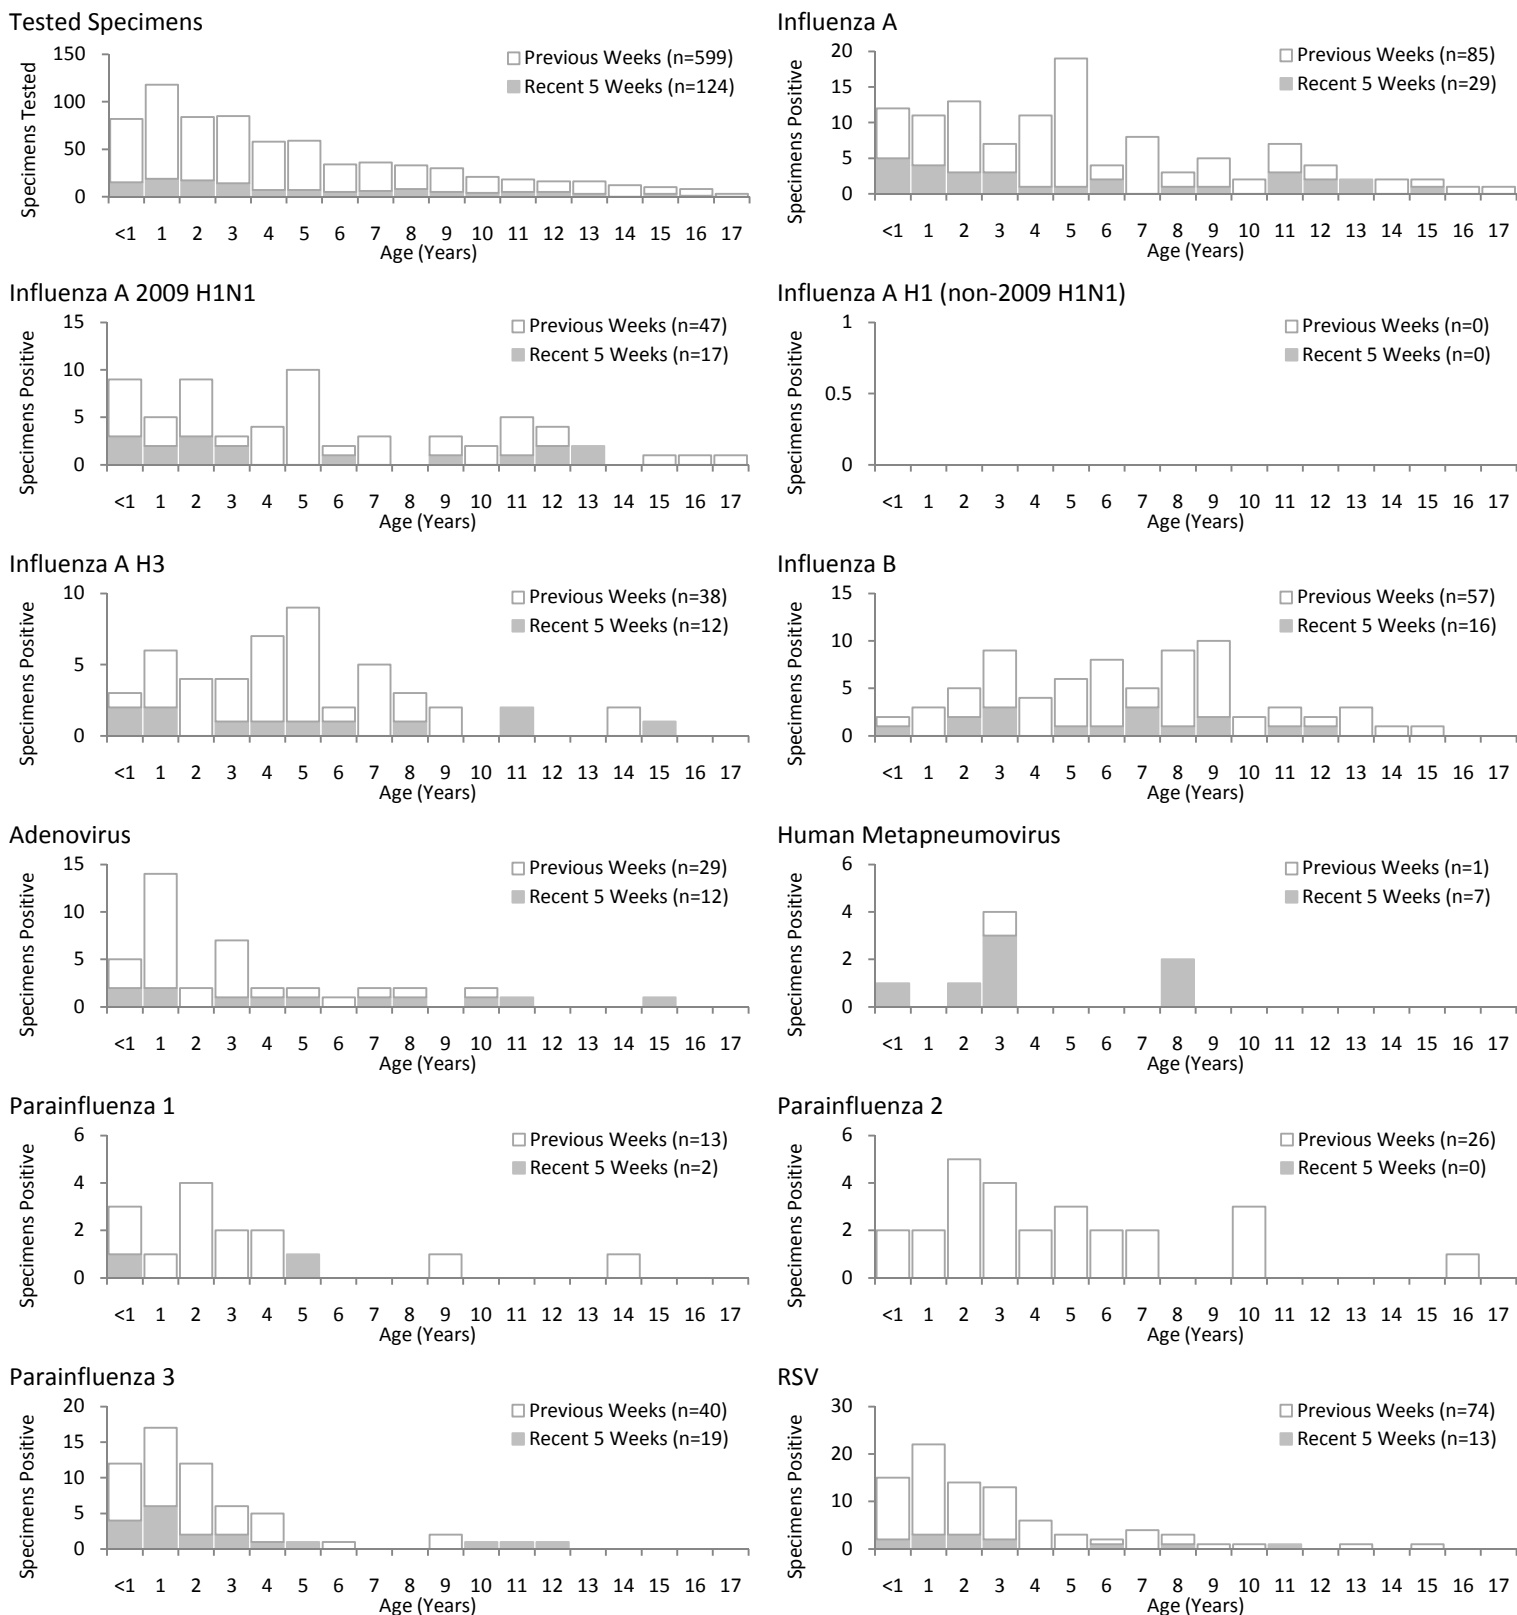 Tested Specimens
Specimens Tested
150
100
50
0
Previous Weeks (n=599)
Recent 5 Weeks (n=124)
<1 1 2 3 4 5 6 7 8 9 10 11 12 13 14 15 16 17
Age (Years)
Influenza A
Specimens Positive
20
15
10
5
0
Previous Weeks (n=85)
Recent 5 Weeks (n=29)
<1 1 2 3 4 5 6 7 8 9 10 11 12 13 14 15 16 17
Age (Years)
Influenza A 2009 H1N1
Specimens Positive
15
10
5
0
Previous Weeks (n=47)
Recent 5 Weeks (n=17)
<1 1 2 3 4 5 6 7 8 9 10 11 12 13 14 15 16 17
Age (Years)
Influenza A H1 (non-2009 H1N1)
Specimens Positive
1
0.5
0
Previous Weeks (n=0)
Recent 5 Weeks (n=0)
<1 1 2 3 4 5 6 7 8 9 10 11 12 13 14 15 16 17
Age (Years)
Influenza A H3
Specimens Positive
10
5
0
Previous Weeks (n=38)
Recent 5 Weeks (n=12)
<1 1 2 3 4 5 6 7 8 9 10 11 12 13 14 15 16 17
Age (Years)
Influenza B
Specimens Positive
15
10
5
0
Previous Weeks (n=57)
Recent 5 Weeks (n=16)
<1 1 2 3 4 5 6 7 8 9 10 11 12 13 14 15 16 17
Age (Years)
Adenovirus
Specimens Positive
15
10
5
0
Previous Weeks (n=29)
Recent 5 Weeks (n=12)
<1 1 2 3 4 5 6 7 8 9 10 11 12 13 14 15 16 17
Age (Years)
Human Metapneumovirus
Specimens Positive
6
4
2
0
Previous Weeks (n=1)
Recent 5 Weeks (n=7)
<1 1 2 3 4 5 6 7 8 9 10 11 12 13 14 15 16 17
Age (Years)
Parainfluenza 1
Specimens Positive
6
4
2
0
Previous Weeks (n=13)
Recent 5 Weeks (n=2)
<1 1 2 3 4 5 6 7 8 9 10 11 12 13 14 15 16 17
Age (Years)
Parainfluenza 2
Specimens Positive
6
4
2
0
Previous Weeks (n=26)
Recent 5 Weeks (n=0)
<1 1 2 3 4 5 6 7 8 9 10 11 12 13 14 15 16 17
Age (Years)
Parainfluenza 3
Specimens Positive
20
15
10
5
0
Previous Weeks (n=40)
Recent 5 Weeks (n=19)
<1 1 2 3 4 5 6 7 8 9 10 11 12 13 14 15 16 17
Age (Years)
RSV
Specimens Positive
30
20
10
0
Previous Weeks (n=74)
Recent 5 Weeks (n=13)
<1 1 2 3 4 5 6 7 8 9 10 11 12 13 14 15 16 17
Age (Years)